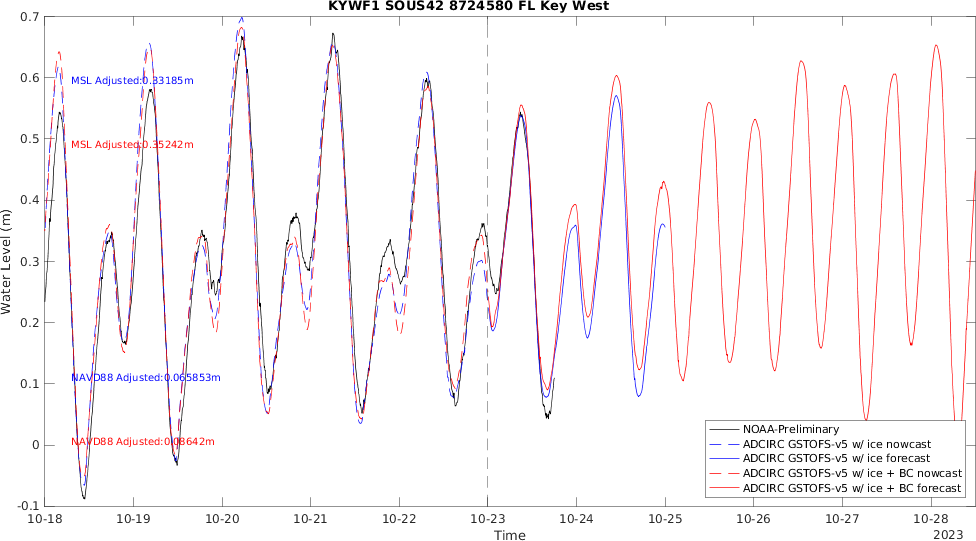 KYWF1 SOUS42 8724580 FL Key West
0.7
0.6
0.5
0.4
0.3
0.2
0.1
0
-0.1
Water Level (m)
MSL Adjusted:0.33185m
MSL Adjusted:0.35242m
NAVD88 Adjusted:0.065853m
NAVD88 Adjusted:0.08642m
NOAA-Preliminary
ADCIRC GSTOFS-v5 w/ ice nowcast
ADCIRC GSTOFS-v5 w/ ice forecast
ADCIRC GSTOFS-v5 w/ice + BC nowcast
ADCIRC GSTOFS-v5 w/ice + BC forecast
10-18 10-19 10-20 10-21 10-22 10-23 10-24 10-25 10-26 10-27 10-28
Time
2023